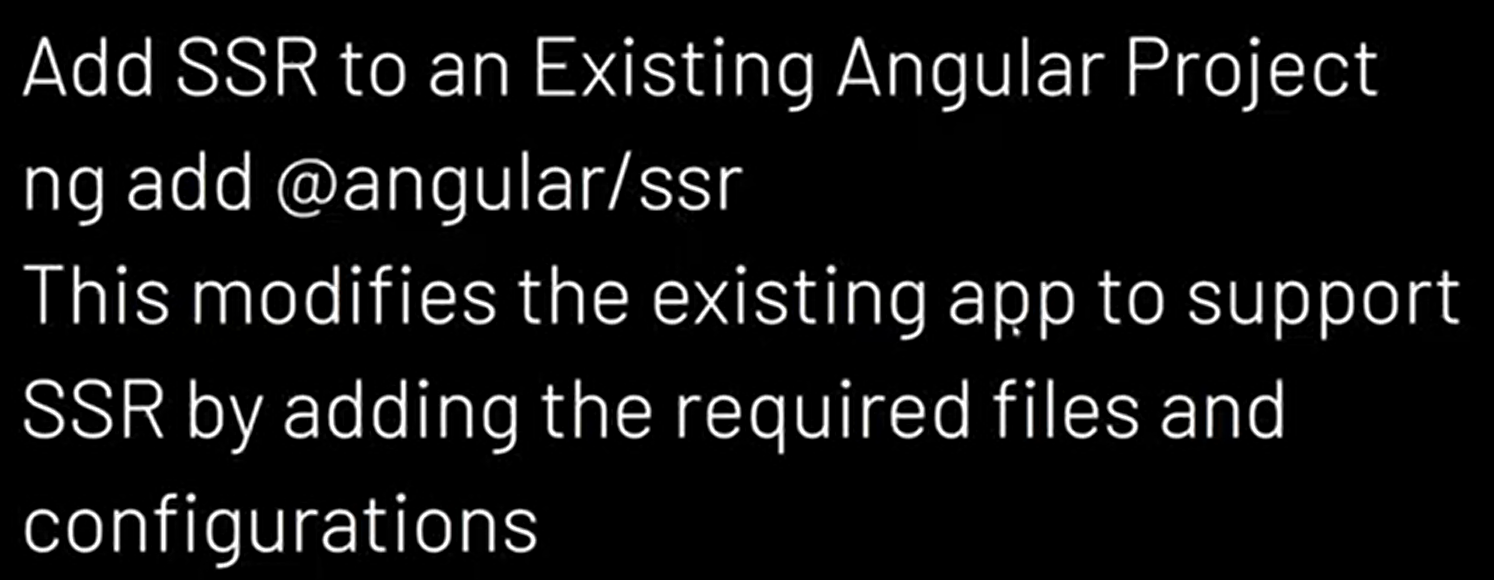 Add SSR to an Existing Angular Project
ng add @angular/ssr
This modifies the existing app to support
SSR by adding the required files and
configurations